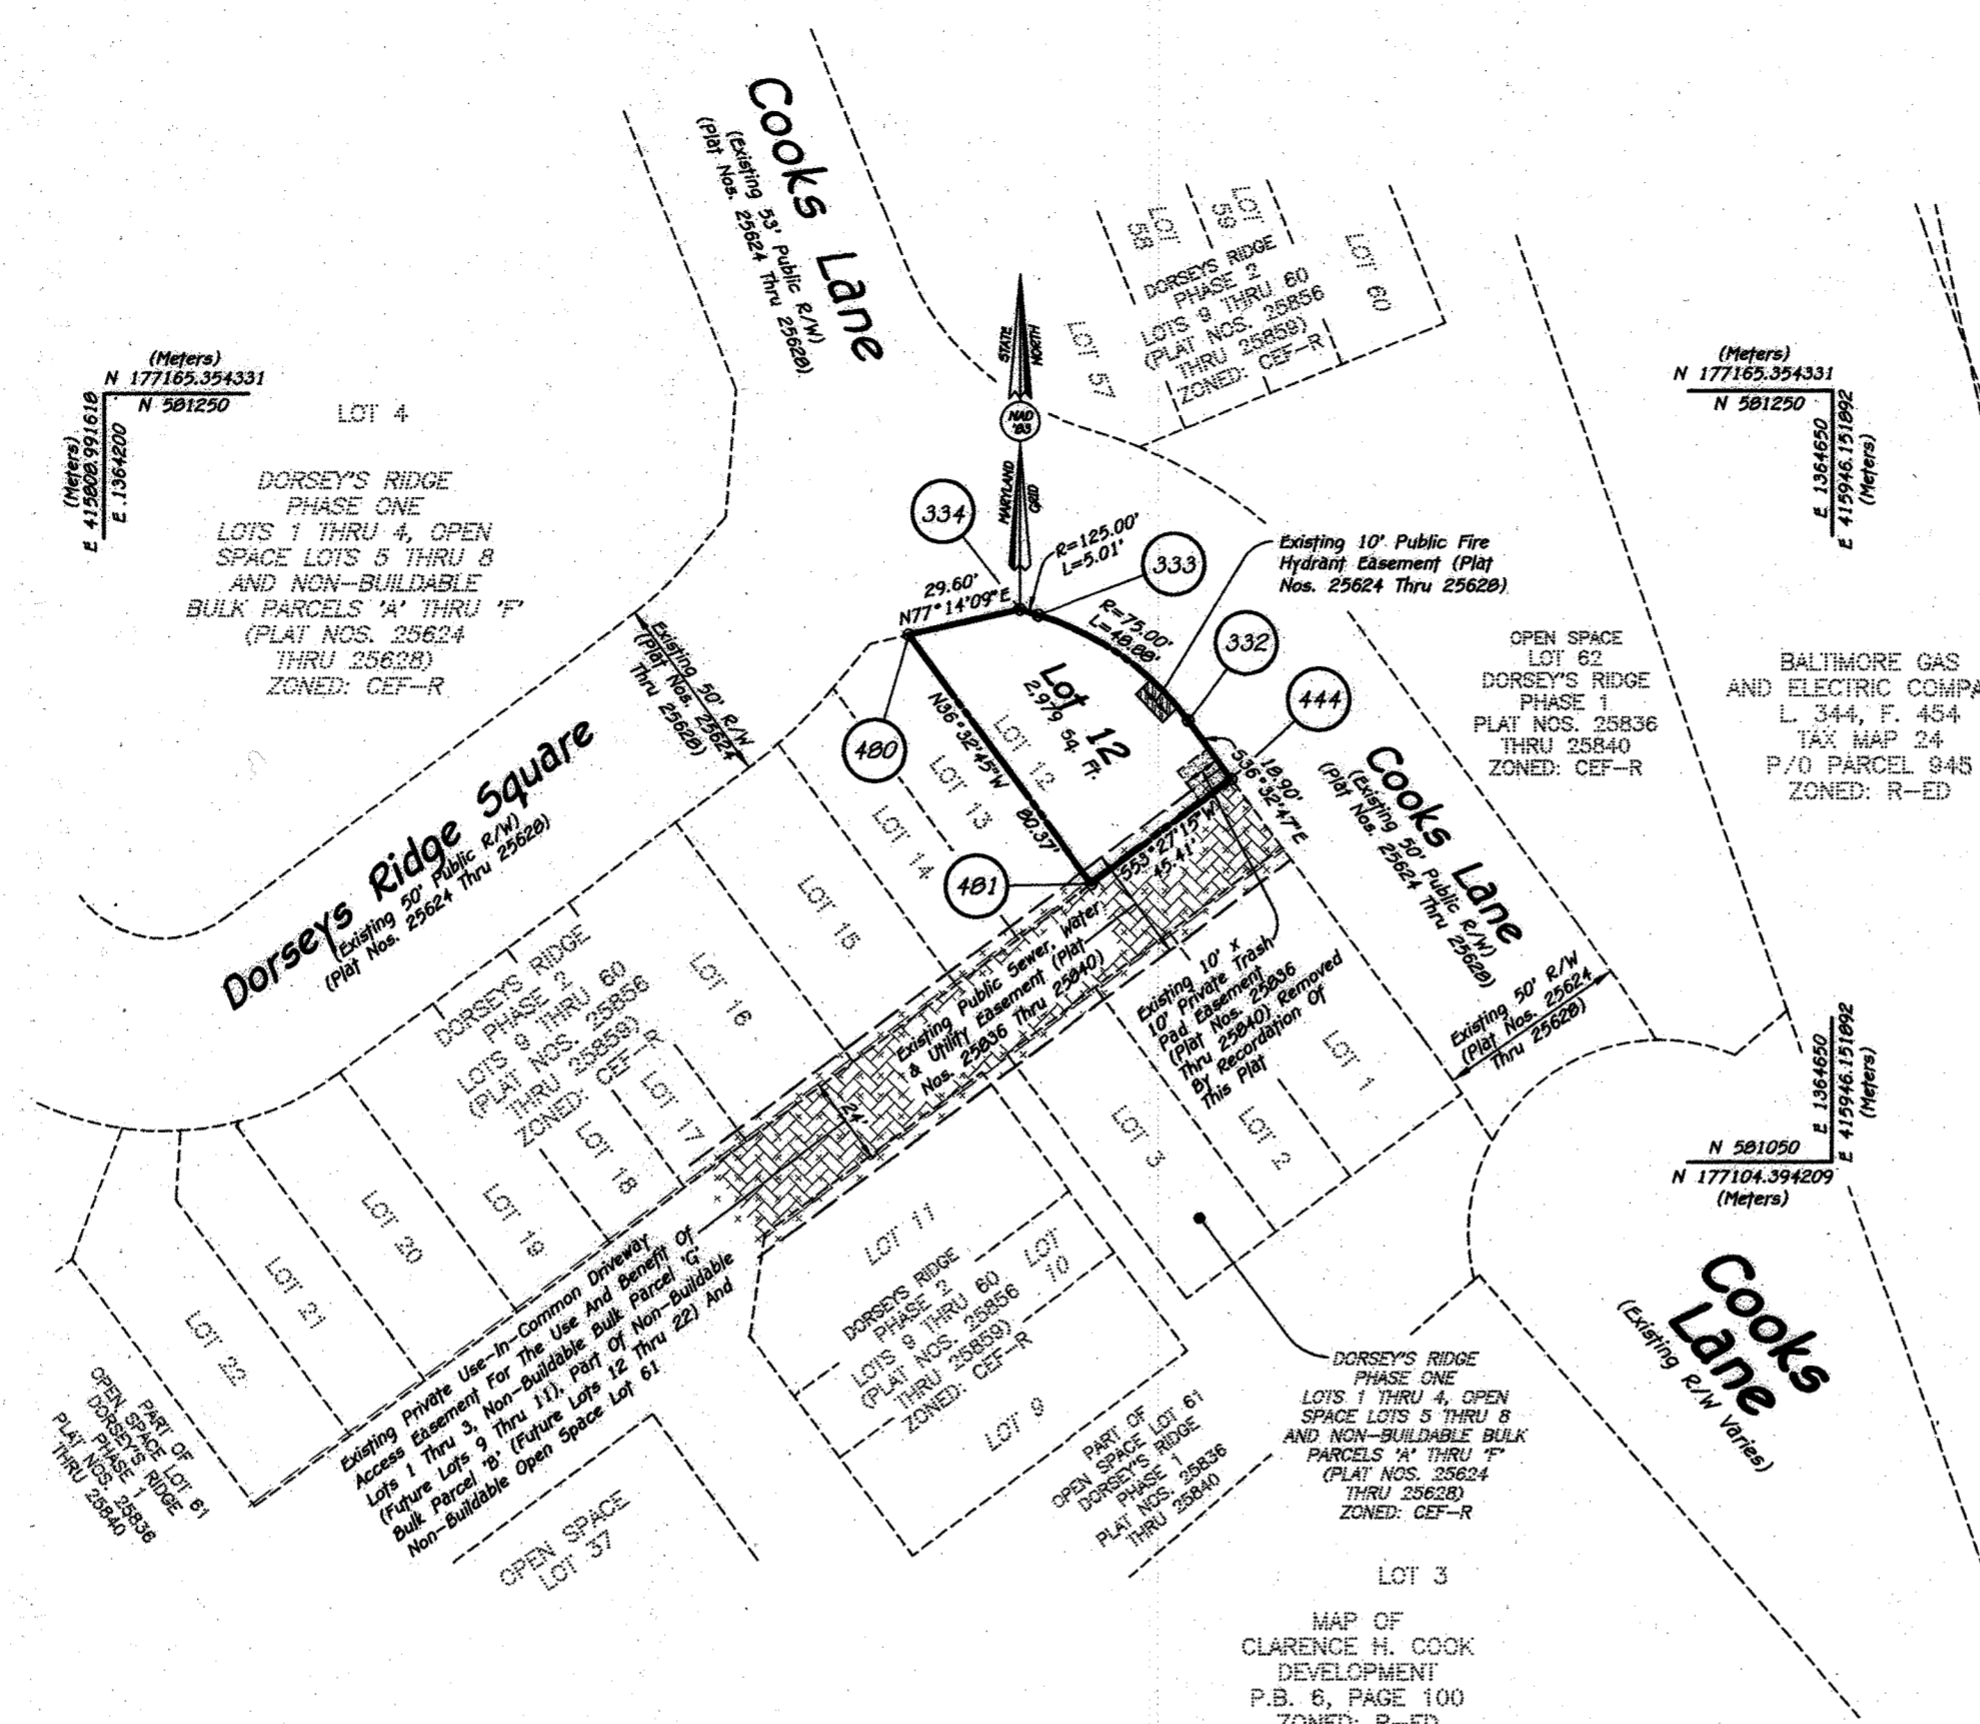 Cooks Lane
(Existing 53' Public R/W)
(Plat Nos. 25624 Thru 25628)
LOT
58
LOT
59
LOT 60
DORSEYS RIDGE
PHASE 2
LOTS 9 THRU 60
(PLAT NOS. 25856
THRU 25859)
ZONED: CEF-R
LOT 57
(Meters)
N 177165.354331
N 581250
(Meters)
E 415808.991618
E 1364200
LOT 4
DORSEY'S RIDGE
PHASE ONE
LOTS 1 THRU 4, OPEN
SPACE LOTS 5 THRU 8
AND NON-BUILDABLE
BULK PARCELS 'A' THRU 'F'
(PLAT NOS. 25624
THRU 25628)
ZONED: CEF-R
(Meters)
N 177165.354331
N 581250
E 1364650
E 415946.151892
(Meters)
STATE
NORTH
NAD
'83
MARYLAND
GRID
334
R=125.00'
L=5.01'
333
Existing 10' Public Fire
Hydrant Easement (Plat
Nos. 25624 Thru 25628)
29.60'
N77°14'09"E
R=75.00'
L=48.88'
332
444
480
Lot 12
2,979 Sq. Ft.
LOT 12
N36°32'45"W
80.37'
18.90'
S36°32'47"E
S53°27'15"W
45.41'
481
Existing 50' R/W
(Plat Nos. 25624
Thru 25628)
OPEN SPACE
LOT 62
DORSEY'S RIDGE
PHASE 1
PLAT NOS. 25836
THRU 25840
ZONED: CEF-R
BALTIMORE GAS
AND ELECTRIC COMPA
L. 344, F. 454
TAX MAP 24
P/O PARCEL 945
ZONED: R-ED
Dorseys Ridge Square
(Existing 50' Public R/W)
(Plat Nos. 25624 Thru 25628)
LOT 13
LOT 14
LOT 15
LOT 16
LOT 17
LOT 18
LOT 19
LOT 20
LOT 21
LOT 23
DORSEYS RIDGE
PHASE 2
LOTS 9 THRU 60
(PLAT NOS. 25856
THRU 25859)
ZONED: CEF-R
Cooks Lane
(Existing 50' Public R/W)
(Plat Nos. 25624 Thru 25628)
Existing 50' R/W
(Plat Nos. 25624
Thru 25628)
Existing Public Sewer, Water
& Utility Easement (Plat
Nos. 25836 Thru 25840)
Existing 10' x
10' Private Trash
Pad Easement
(Plat Nos. 25836
Thru 25840) Removed
By Recordation Of
This Plat
24'
LOT 1
LOT 2
LOT 3
E 1364650
E 415946.151892
(Meters)
N 581050
N 177104.394209
(Meters)
Existing Private Use-In-Common Driveway
Access Easement For The Use And Benefit Of
Lots 1 Thru 3, Non-Buildable Bulk Parcel 'G'
(Future Lots 9 Thru 11), Part Of Non-Buildable
Bulk Parcel 'B' (Future Lots 12 Thru 22) And
Non-Buildable Open Space Lot 61
LOT 11
LOT
10
LOT 9
DORSEYS RIDGE
PHASE 2
LOTS 9 THRU 60
(PLAT NOS. 25856
THRU 25859)
ZONED: CEF-R
PART OF
OPEN SPACE LOT 61
DORSEYS RIDGE
PHASE 1
PLAT NOS. 25836
THRU 25840
OPEN SPACE
LOT 37
PART OF
OPEN SPACE LOT 61
DORSEY'S RIDGE
PHASE 1
PLAT NOS. 25836
THRU 25840
DORSEY'S RIDGE
PHASE ONE
LOTS 1 THRU 4, OPEN
SPACE LOTS 5 THRU 8
AND NON-BUILDABLE BULK
PARCELS 'A' THRU 'F'
(PLAT NOS. 25624
THRU 25628)
ZONED: CEF-R
Cooks
Lane
(Existing R/W Varies)
LOT 3
MAP OF
CLARENCE H. COOK
DEVELOPMENT
P.B. 6, PAGE 100
ZONED: R-ED